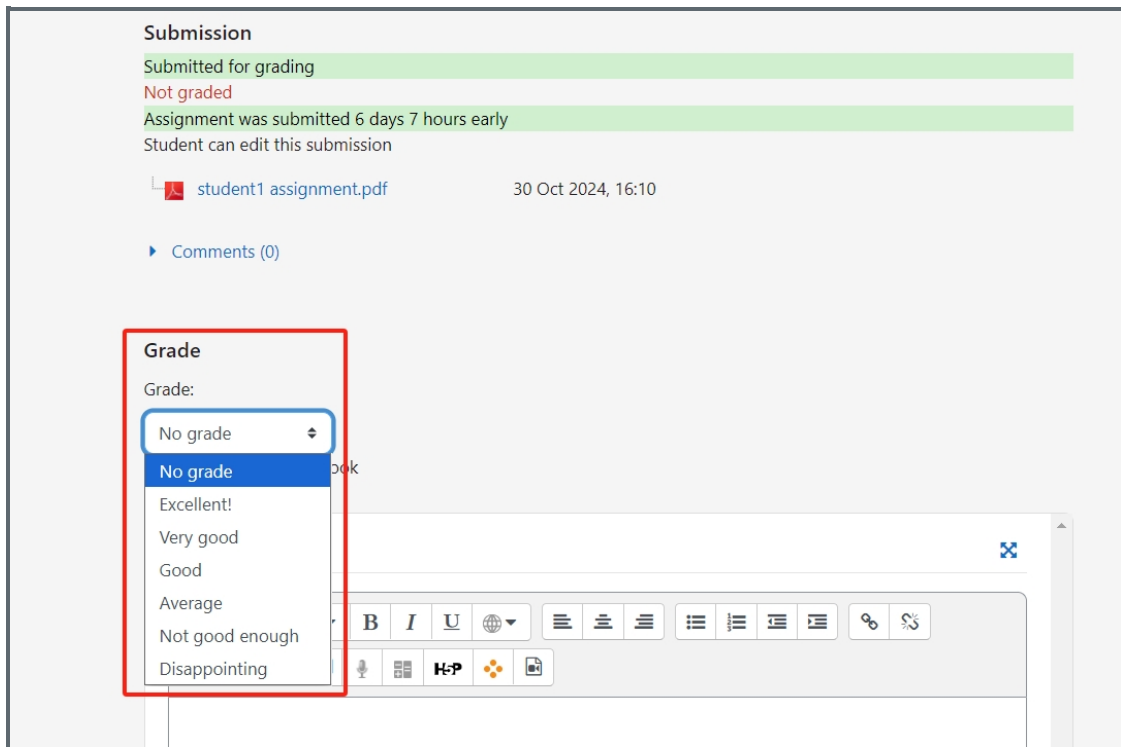 Submission
Submitted for grading
Not graded
Assignment was submitted 6 days 7 hours early
Student can edit this submission
student1 assignment.pdf 30 Oct 2024, 16:10
Comments (0)
Grade
Grade:
No grade
No grade
Excellent!
Very good
Good
Average
Not good enough
Disappointing
B I U
H5P